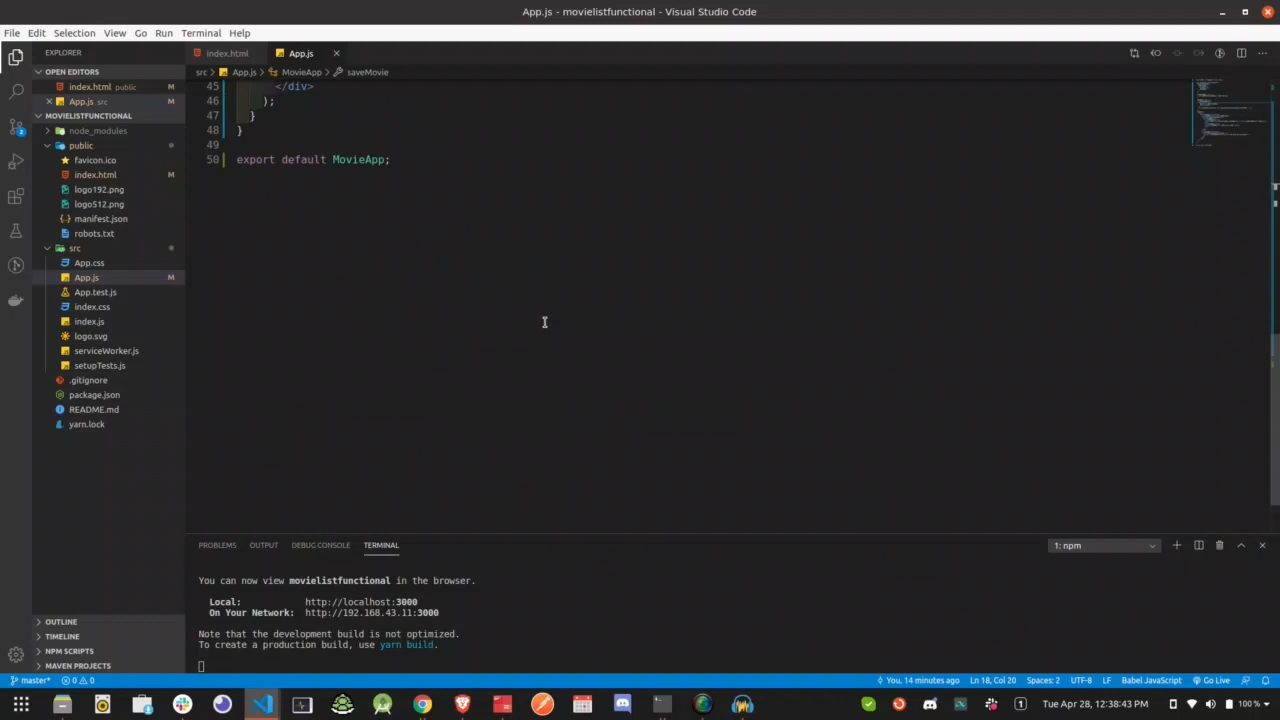 App.js - movielistfunctional - Visual Studio Code
File Edit Selection View Go Run Terminal Help
EXPLORER
OPEN EDITORS
index.html public M
App.js src M
MOVIELISTFUNCTIONAL
node_modules
public
favicon.ico
index.html M
logo192.png
logo512.png
manifest.json
robots.txt
src
App.css
App.js M
App.test.js
index.css
index.js
logo.svg
serviceWorker.js
setupTests.js
.gitignore
package.json
README.md
yarn.lock
OUTLINE
TIMELINE
NPM SCRIPTS
MAVEN PROJECTS
index.html App.js
src > App.js > MovieApp > saveMovie
45 </div>
46 );
47 }
48 }
49
50 export default MovieApp;
PROBLEMS OUTPUT DEBUG CONSOLE TERMINAL 1: npm
You can now view movielistfunctional in the browser.
Local: http://localhost:3000
On Your Network: http://192.168.43.11:3000
Note that the development build is not optimized.
To create a production build, use yarn build.
master* 0 0 You, 14 minutes ago Ln 18, Col 20 Spaces: 2 UTF-8 LF Babel JavaScript Go Live
1 Tue Apr 28, 12:38:43 PM 100 %